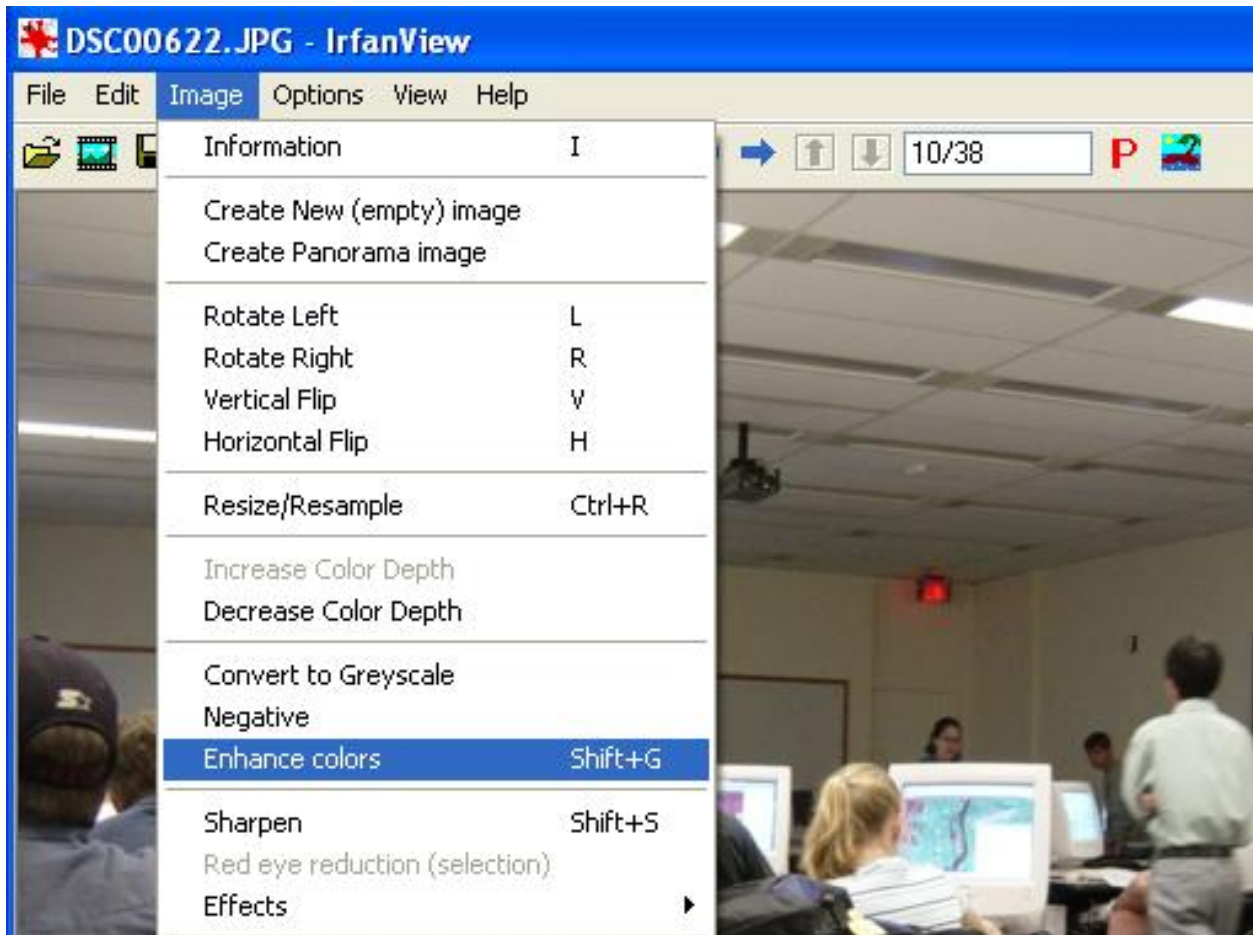 DSC00622.JPG - IrfanView
File Edit Image Options View Help
10/38 P
Information I
Create New (empty) image
Create Panorama image
Rotate Left L
Rotate Right R
Vertical Flip V
Horizontal Flip H
Resize/Resample Ctrl+R
Increase Color Depth
Decrease Color Depth
Convert to Greyscale
Negative
Enhance colors Shift+G
Sharpen Shift+S
Red eye reduction (selection)
Effects